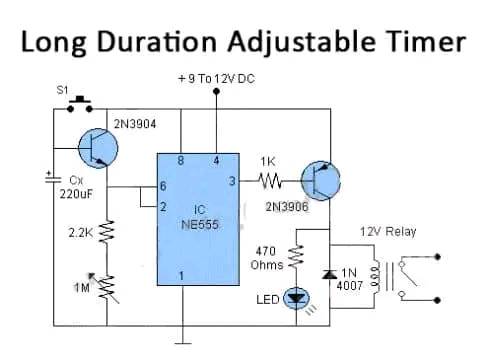 Long Duration Adjustable Timer
+9 To 12V DC
S1
2N3904
Cx
220uF
8
4
1K
6
3
2
IC
NE555
2N3906
2.2K
12V Relay
470
Ohms
1M
1
1N
4007
LED